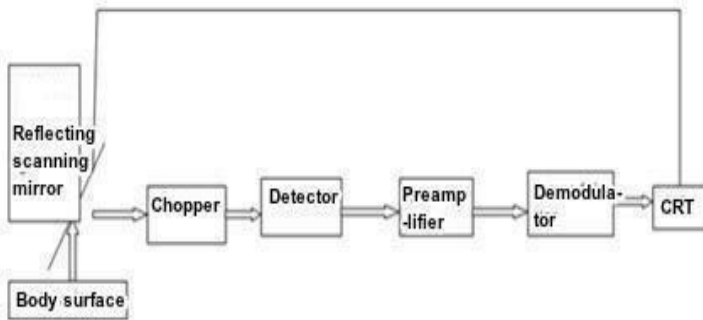 Reflecting
scanning
mirror
Chopper
Detector
Preamp
-lifier
Demodula-
tor
CRT
Body surface